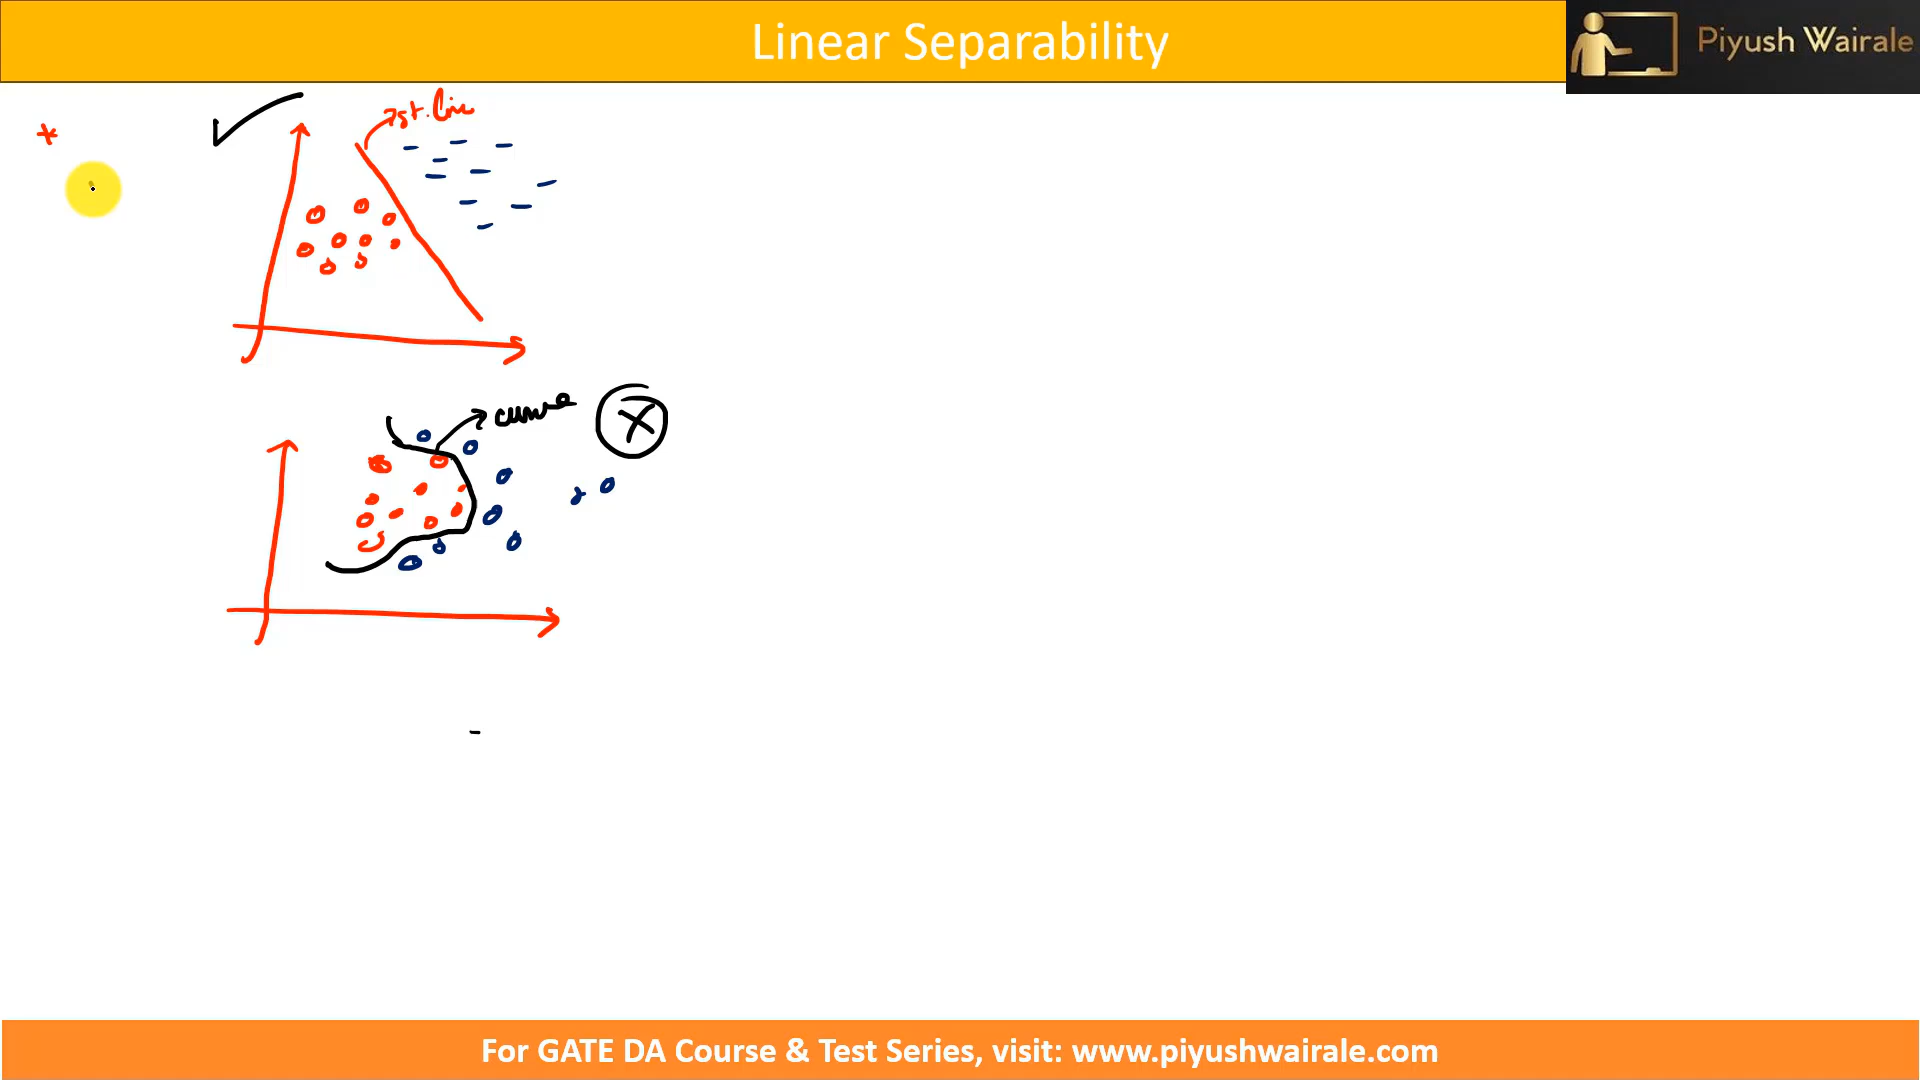 Linear Separability
Piyush Wairale
st. line
curve
For GATE DA Course & Test Series, visit: www.piyushwairale.com